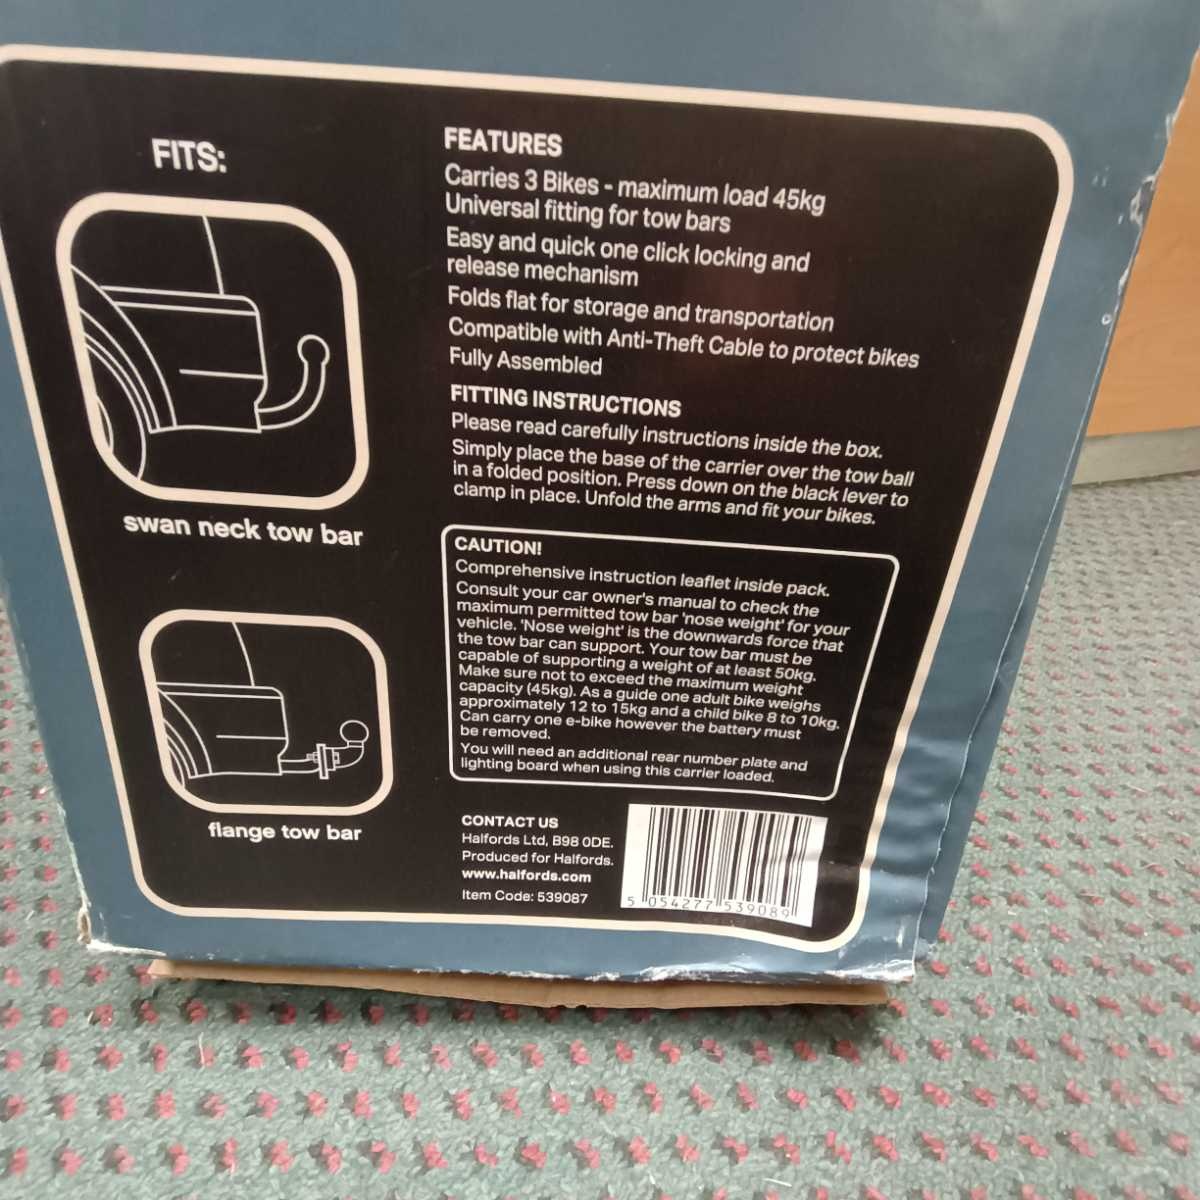 FITS:
swan neck tow bar
flange tow bar
FEATURES
Carries 3 Bikes - maximum load 45kg
Universal fitting for tow bars
Easy and quick one click locking and
release mechanism
Folds flat for storage and transportation
Compatible with Anti-Theft Cable to protect bikes
Fully Assembled
FITTING INSTRUCTIONS
Please read carefully instructions inside the box.
Simply place the base of the carrier over the tow ball
in a folded position. Press down on the black lever to
clamp in place. Unfold the arms and fit your bikes.
CAUTION!
Comprehensive instruction leaflet inside pack.
Consult your car owner's manual to check the
maximum permitted tow bar 'nose weight' for your
vehicle. 'Nose weight' is the downwards force that
the tow bar can support. Your tow bar must be
capable of supporting a weight of at least 50kg.
Make sure not to exceed the maximum weight
capacity (45kg). As a guide one adult bike weighs
approximately 12 to 15kg and a child bike 8 to 10kg.
Can carry one e-bike however the battery must
be removed.
You will need an additional rear number plate and
lighting board when using this carrier loaded.
CONTACT US
Halfords Ltd, B98 0DE.
Produced for Halfords.
www.halfords.com
Item Code: 539087
5 054277 539089